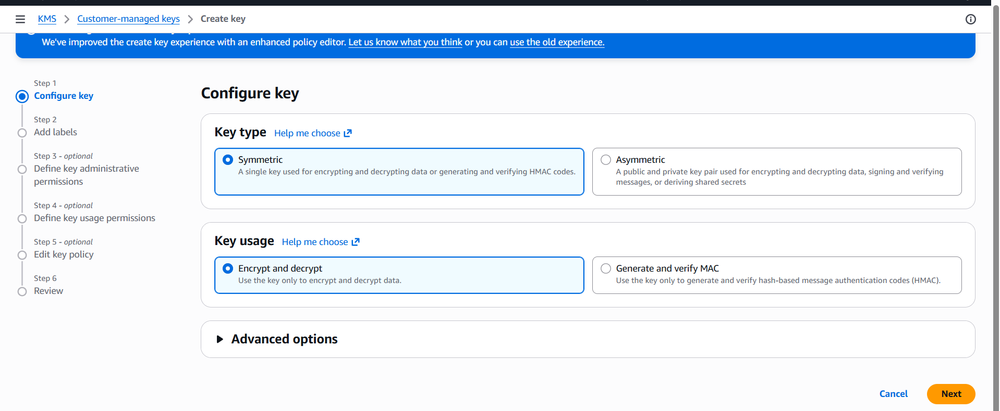 KMS > Customer-managed keys > Create key
We've improved the create key experience with an enhanced policy editor. Let us know what you think or you can use the old experience.
Step 1
Configure key
Step 2
Add labels
Step 3 - optional
Define key administrative
permissions
Step 4 - optional
Define key usage permissions
Step 5 - optional
Edit key policy
Step 6
Review
Configure key
Key type Help me choose
Symmetric
A single key used for encrypting and decrypting data or generating and verifying HMAC codes.
Asymmetric
A public and private key pair used for encrypting and decrypting data, signing and verifying
messages, or deriving shared secrets
Key usage Help me choose
Encrypt and decrypt
Use the key only to encrypt and decrypt data.
Generate and verify MAC
Use the key only to generate and verify hash-based message authentication codes (HMAC).
Advanced options
Cancel Next